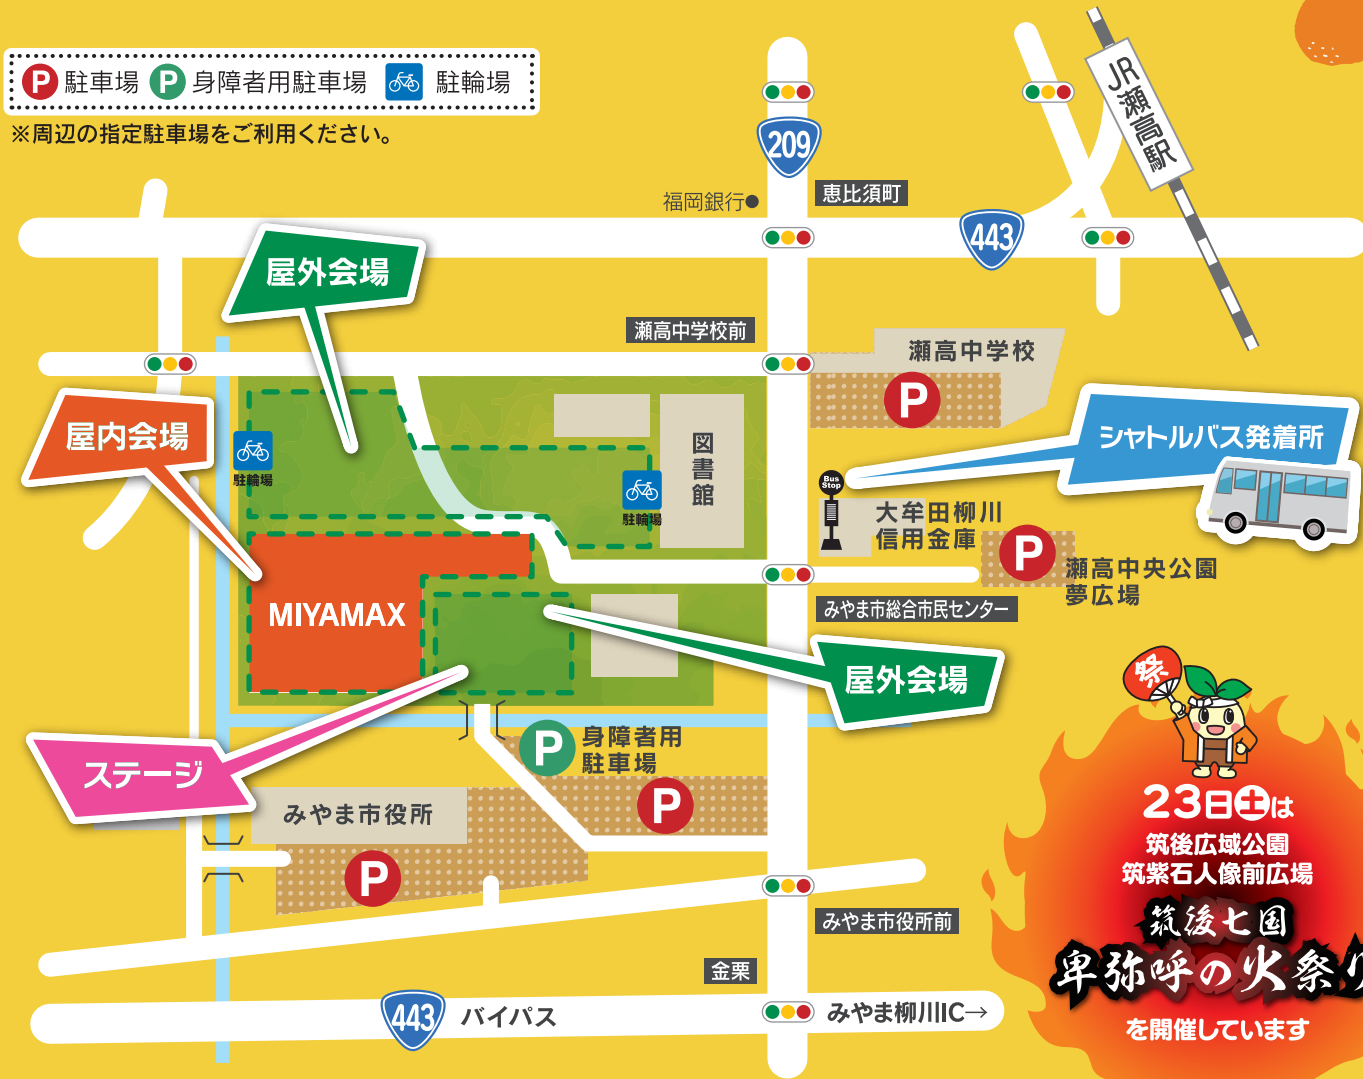 P 駐車場 P 身障者用駐車場 駐輪場
※周辺の指定駐車場をご利用ください。
209
福岡銀行
恵比須町
443
JR瀬高駅
屋外会場
瀬高中学校前
瀬高中学校
P
屋内会場
駐輪場
駐輪場
図書館
シャトルバス発着所
Bus
Stop
大牟田柳川
信用金庫
P
瀬高中央公園
夢広場
MIYAMAX
みやま市総合市民センター
屋外会場
ステージ
P
身障者用
駐車場
P
みやま市役所
P
みやま市役所前
金栗
443
バイパス
みやま柳川IC→
祭
23日土は
筑後広域公園
筑紫石人像前広場
筑後七国
卑弥呼の火祭り
を開催しています